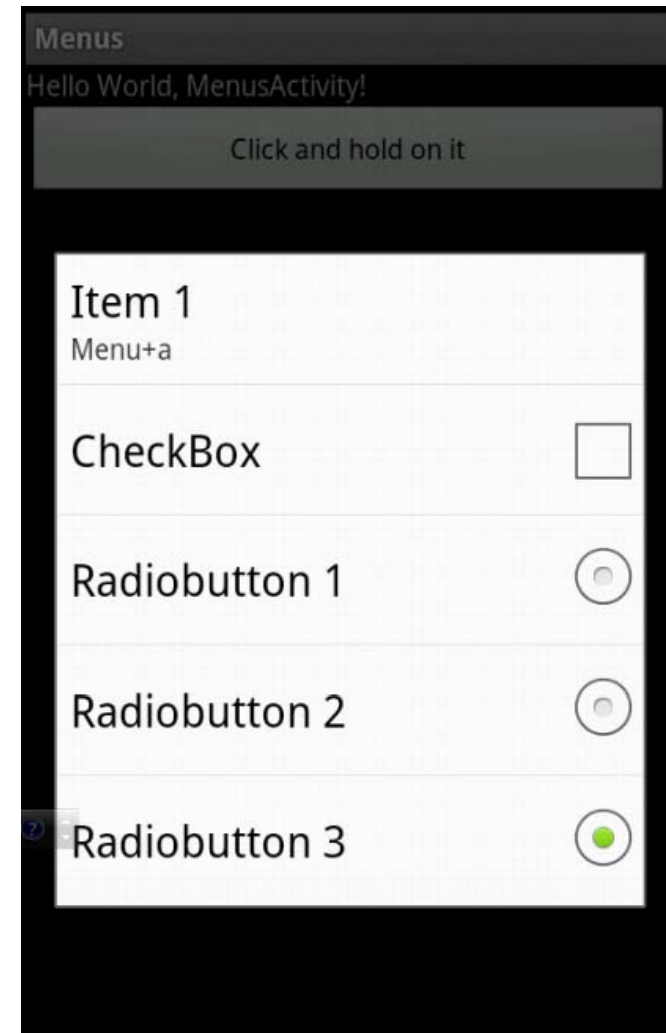 Menus
Hello World, MenusActivity!
Click and hold on it
Item 1
Menu+a
CheckBox
Radiobutton 1
Radiobutton 2
?
Radiobutton 3